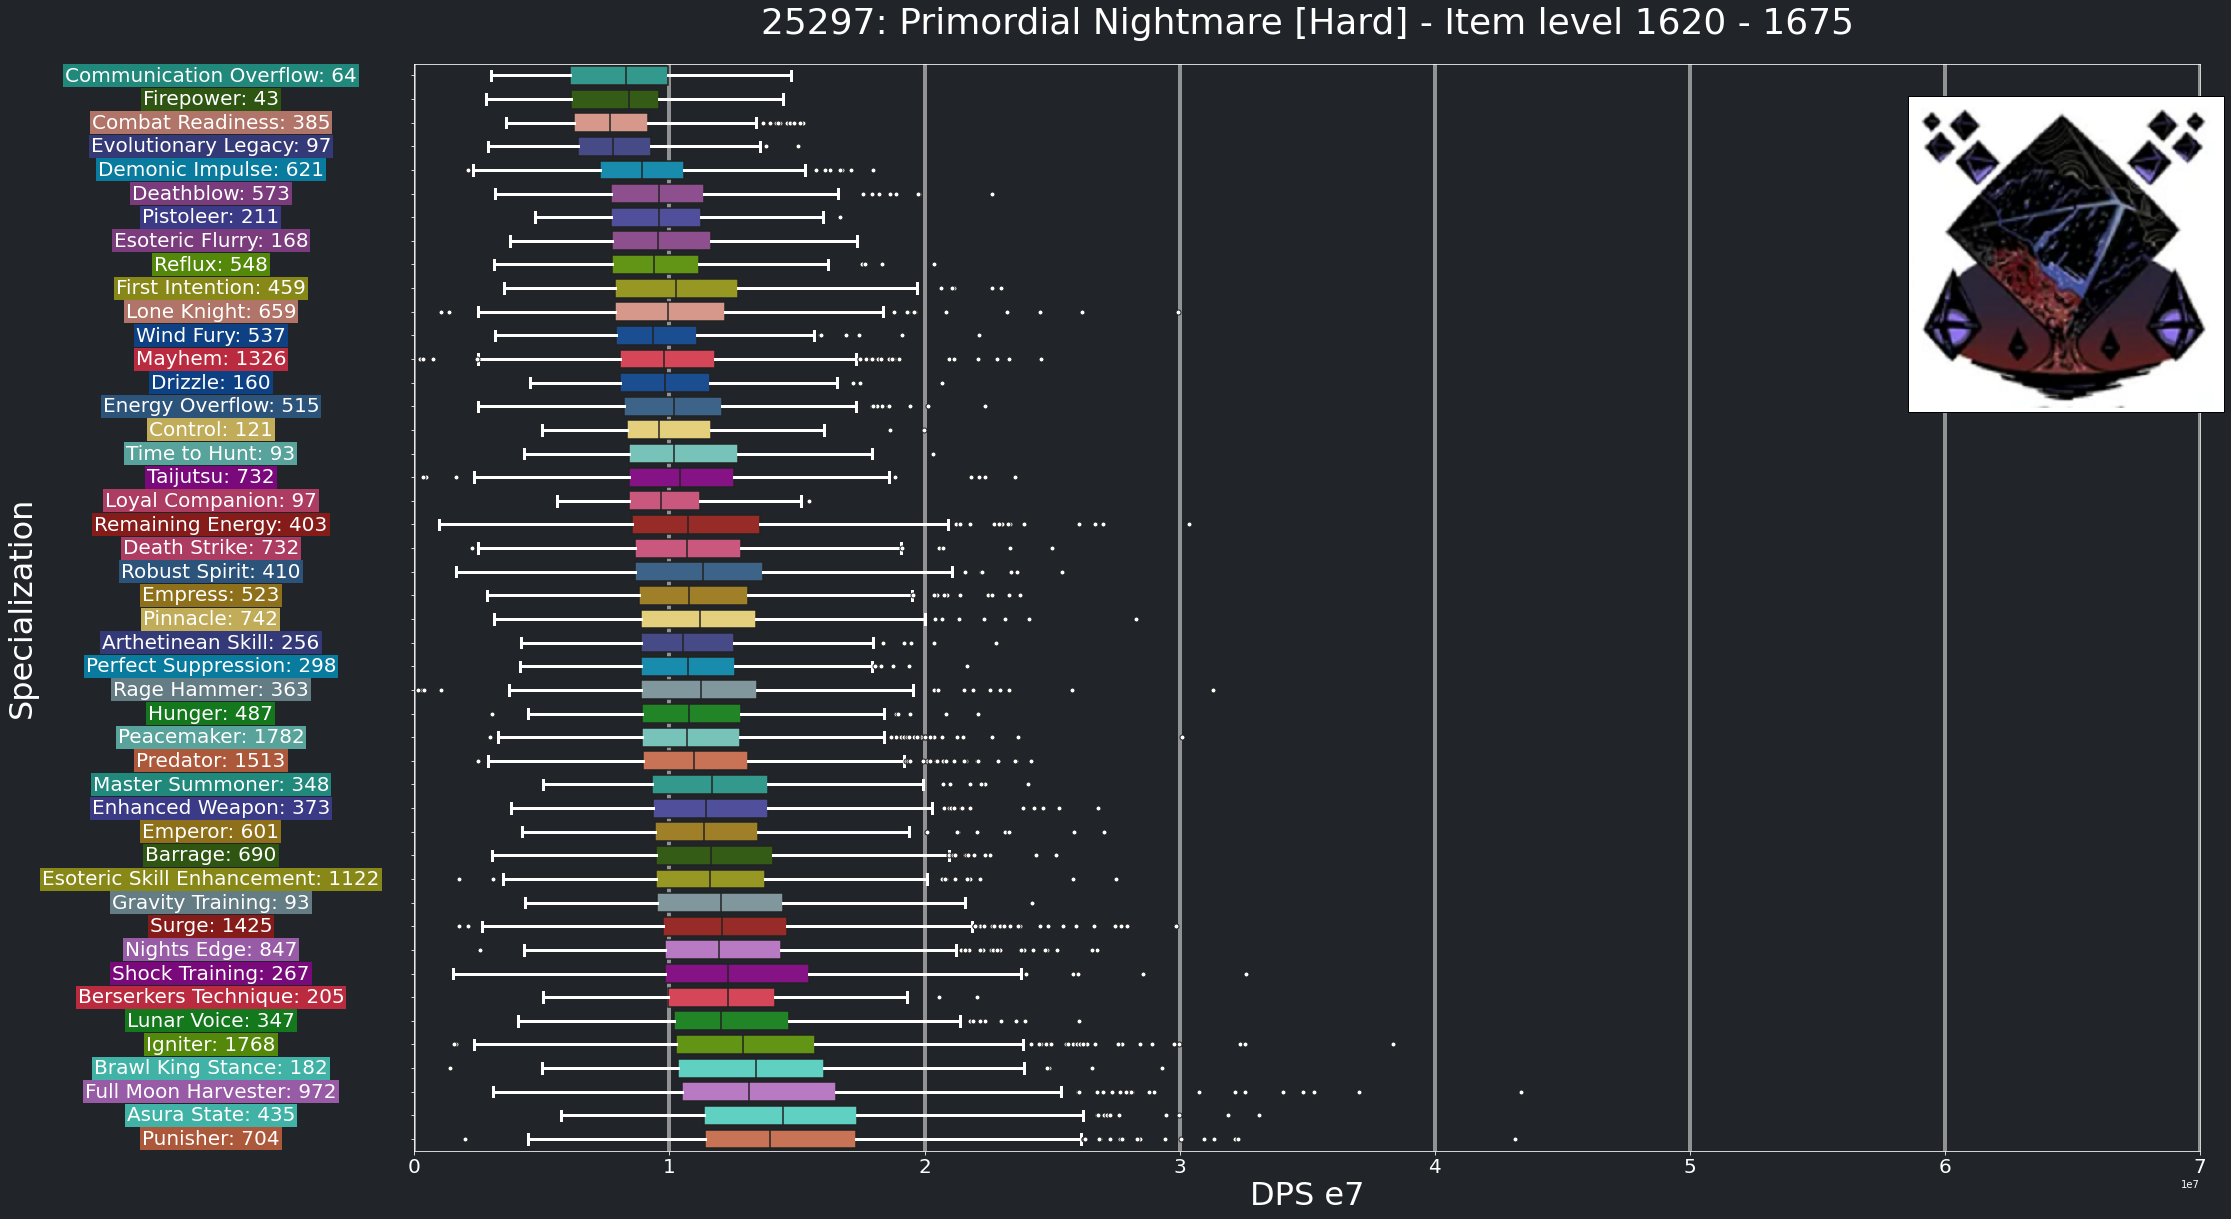 25297: Primordial Nightmare [Hard] - Item level 1620 - 1675
Communication Overflow: 64
Firepower: 43
Combat Readiness: 385
Evolutionary Legacy: 97
Demonic Impulse: 621
Deathblow: 573
Pistoleer: 211
Esoteric Flurry: 168
Reflux: 548
First Intention: 459
Lone Knight: 659
Wind Fury: 537
Mayhem: 1326
Drizzle: 160
Energy Overflow: 515
Control: 121
Time to Hunt: 93
Taijutsu: 732
Loyal Companion: 97
Remaining Energy: 403
Death Strike: 732
Robust Spirit: 410
Empress: 523
Pinnacle: 742
Arthetinean Skill: 256
Perfect Suppression: 298
Rage Hammer: 363
Hunger: 487
Peacemaker: 1782
Predator: 1513
Master Summoner: 348
Enhanced Weapon: 373
Emperor: 601
Barrage: 690
Esoteric Skill Enhancement: 1122
Gravity Training: 93
Surge: 1425
Nights Edge: 847
Shock Training: 267
Berserkers Technique: 205
Lunar Voice: 347
Igniter: 1768
Brawl King Stance: 182
Full Moon Harvester: 972
Asura State: 435
Punisher: 704
Specialization
0 1 2 3 4 5 6 7
1e7
DPS e7